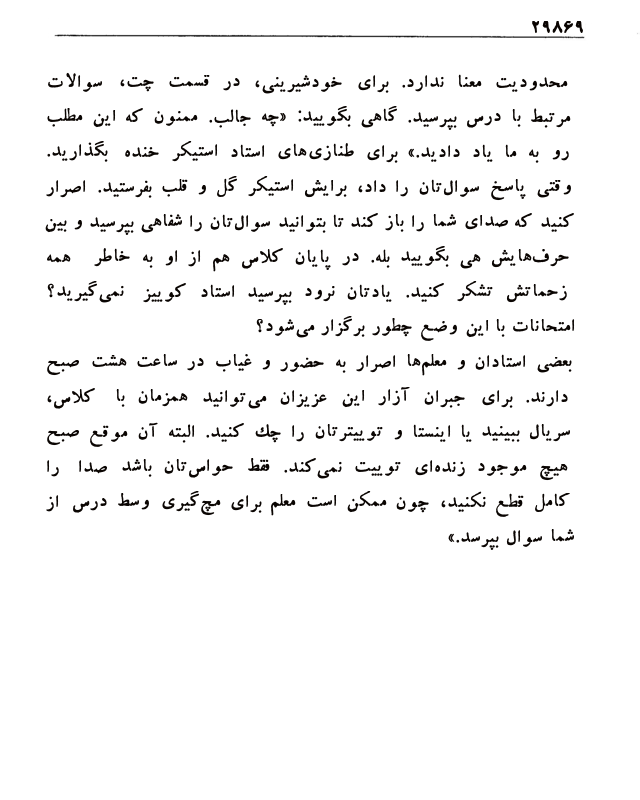 ۲۹۸۶۹
محدودیت معنا ندارد. برای خودشیرینی، در قسمت چت، سوالات
مرتبط با درس بپرسید. گاهی بگویید: «چه جالب. ممنون که این مطلب
رو به ما یاد دادید.» برای طنازی‌های استاد استیکر خنده بگذارید.
وقتی پاسخ سوال‌تان را داد، برایش استیکر گل و قلب بفرستید. اصرار
کنید که صدای شما را باز کند تا بتوانید سوال‌تان را شفاهی بپرسید و بین
حرف‌هایش هی بگویید بله. در پایان کلاس هم از او به خاطر همه
زحماتش تشکر کنید. یادتان نرود بپرسید استاد کوییز نمی‌گیرید؟
امتحانات با این وضع چطور برگزار می‌شود؟
بعضی استادان و معلم‌ها اصرار به حضور و غیاب در ساعت هشت صبح
دارند. برای جبران آزار این عزیزان می‌توانید همزمان با کلاس،
سریال ببینید یا اینستا و توییترتان را چك کنید. البته آن موقع صبح
هیچ موجود زنده‌ای توییت نمی‌کند. فقط حواس‌تان باشد صدا را
کامل قطع نکنید، چون ممکن است معلم برای مچ‌گیری وسط درس از
شما سوال بپرسد.»